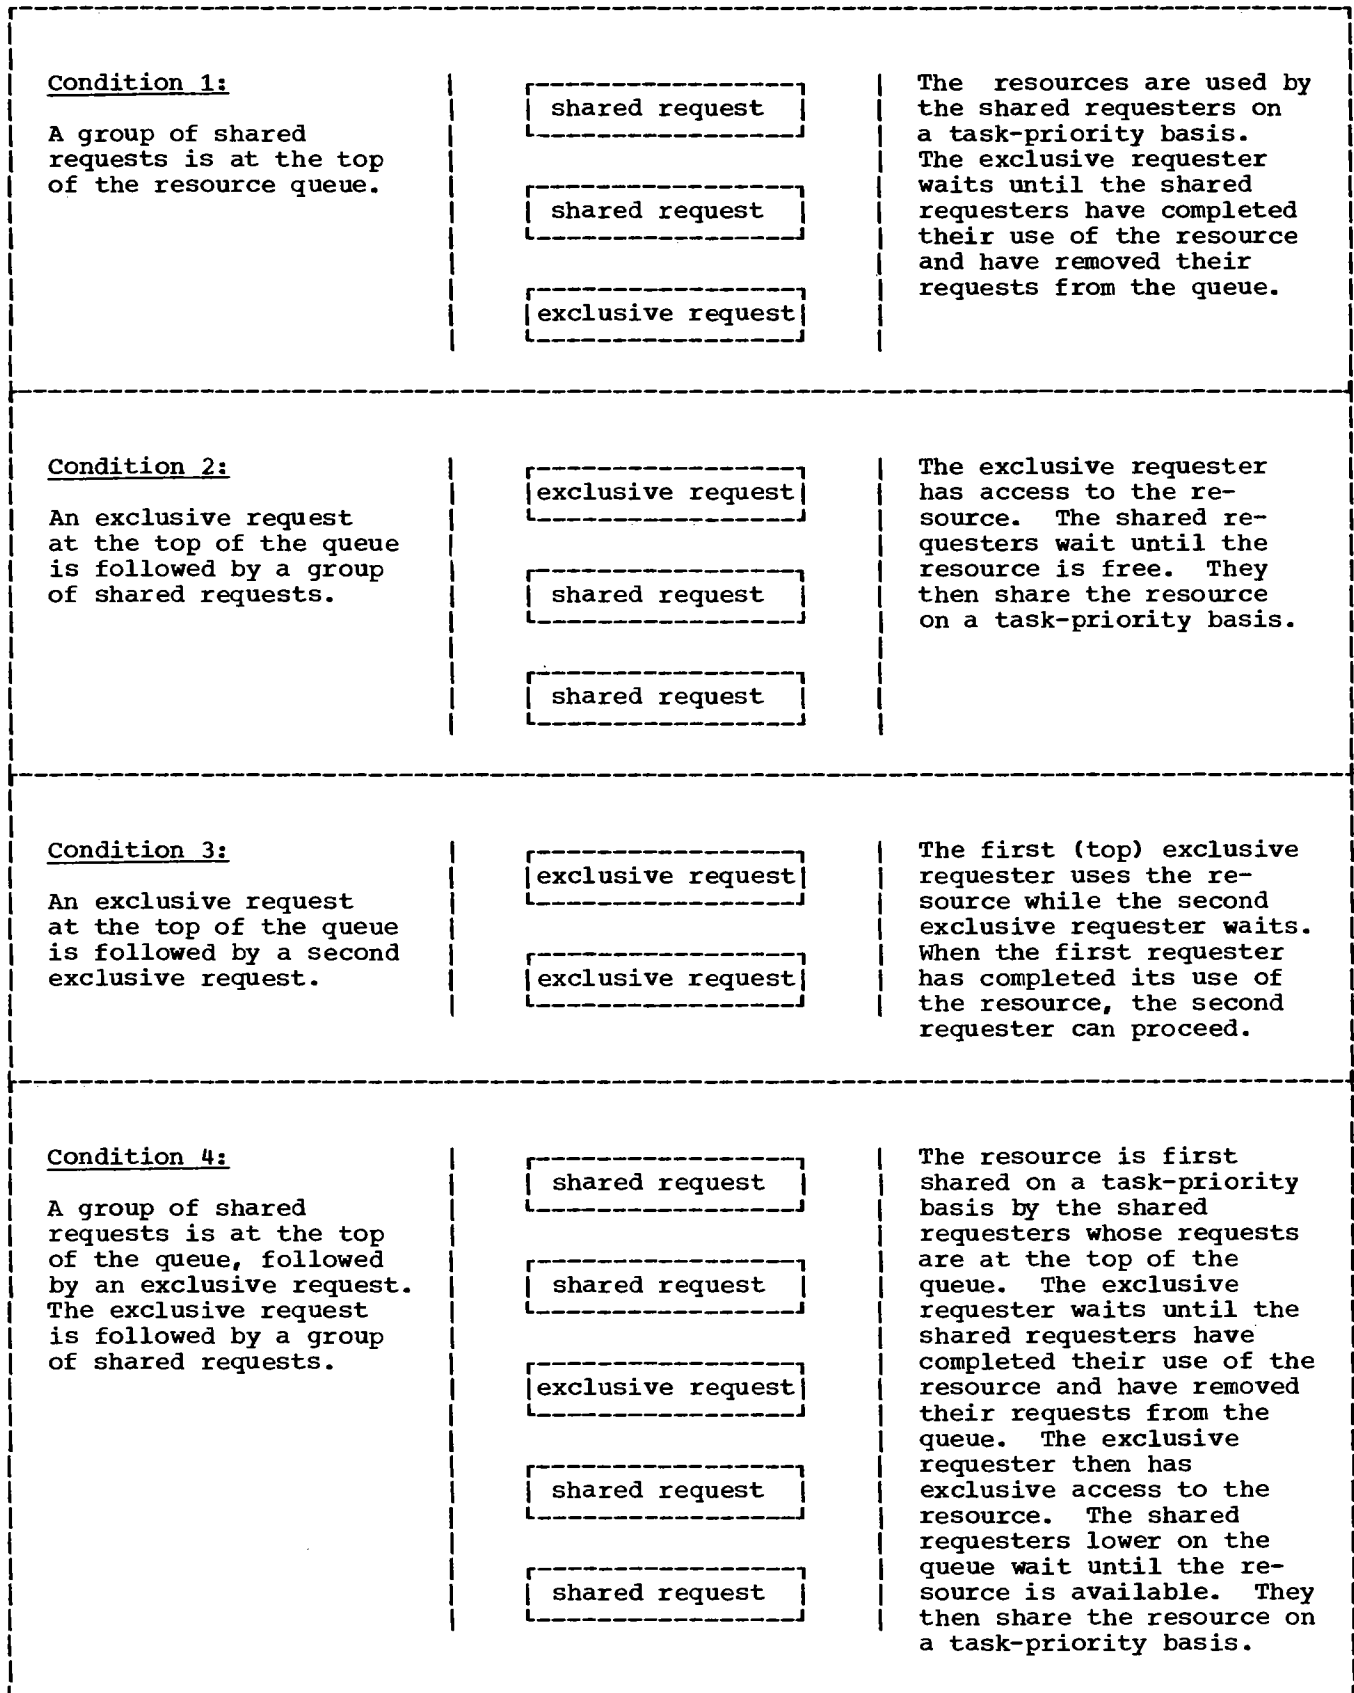 Condition 1:
A group of shared
requests is at the top
of the resource queue.
shared request
shared request
exclusive request
The resources are used by
the shared requesters on
a task-priority basis.
The exclusive requester
waits until the shared
requesters have completed
their use of the resource
and have removed their
requests from the queue.
Condition 2:
An exclusive request
at the top of the queue
is followed by a group
of shared requests.
exclusive request
shared request
shared request
The exclusive requester
has access to the re-
source. The shared re-
questers wait until the
resource is free. They
then share the resource
on a task-priority basis.
Condition 3:
An exclusive request
at the top of the queue
is followed by a second
exclusive request.
exclusive request
exclusive request
The first (top) exclusive
requester uses the re-
source while the second
exclusive requester waits.
When the first requester
has completed its use of
the resource, the second
requester can proceed.
Condition 4:
A group of shared
requests is at the top
of the queue, followed
by an exclusive request.
The exclusive request
is followed by a group
of shared requests.
shared request
shared request
exclusive request
shared request
shared request
The resource is first
shared on a task-priority
basis by the shared
requesters whose requests
are at the top of the
queue. The exclusive
requester waits until the
shared requesters have
completed their use of the
resource and have removed
their requests from the
queue. The exclusive
requester then has
exclusive access to the
resource. The shared
requesters lower on the
queue wait until the re-
source is available. They
then share the resource on
a task-priority basis.